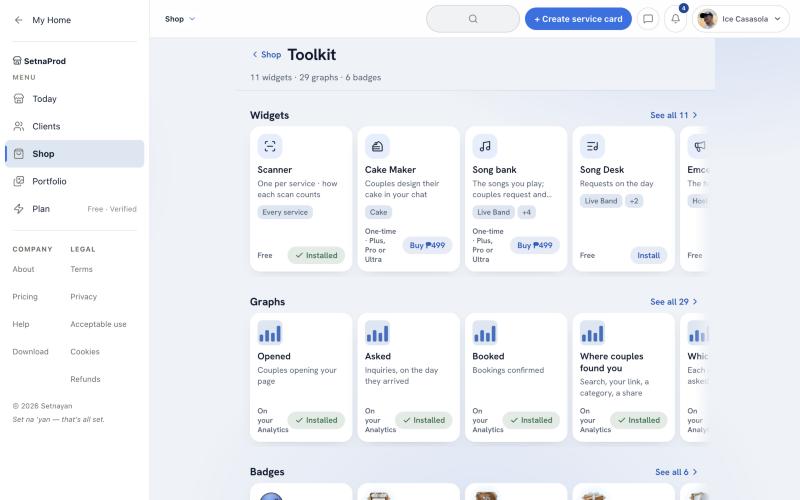 My Home
SetnaProd
MENU
Today
Clients
Shop
Portfolio
Plan
Free · Verified
COMPANY
LEGAL
About
Terms
Pricing
Privacy
Help
Acceptable use
Download
Cookies
Refunds
© 2026 Setnayan
Set na 'yan — that's all set.
Shop
+ Create service card
4
Ice Casasola
Shop
Toolkit
11 widgets · 29 graphs · 6 badges
Widgets
See all 11
Scanner
One per service · how
each scan counts
Every service
Free
Installed
Cake Maker
Couples design their
cake in your chat
Cake
One-time
· Plus,
Pro or
Ultra
Buy ₱499
Song bank
The songs you play;
couples request and…
Live Band
+4
One-time
· Plus,
Pro or
Ultra
Buy ₱499
Song Desk
Requests on the day
Live Band
+2
Free
Install
Free
Graphs
See all 29
Opened
Couples opening your
page
On
your
Analytics
Installed
Asked
Inquiries, on the day
they arrived
On
your
Analytics
Installed
Booked
Bookings confirmed
On
your
Analytics
Installed
Where couples
found you
Search, your link, a
category, a share
On
your
Analytics
Installed
Each
asked
On
your
Analytics
Badges
See all 6